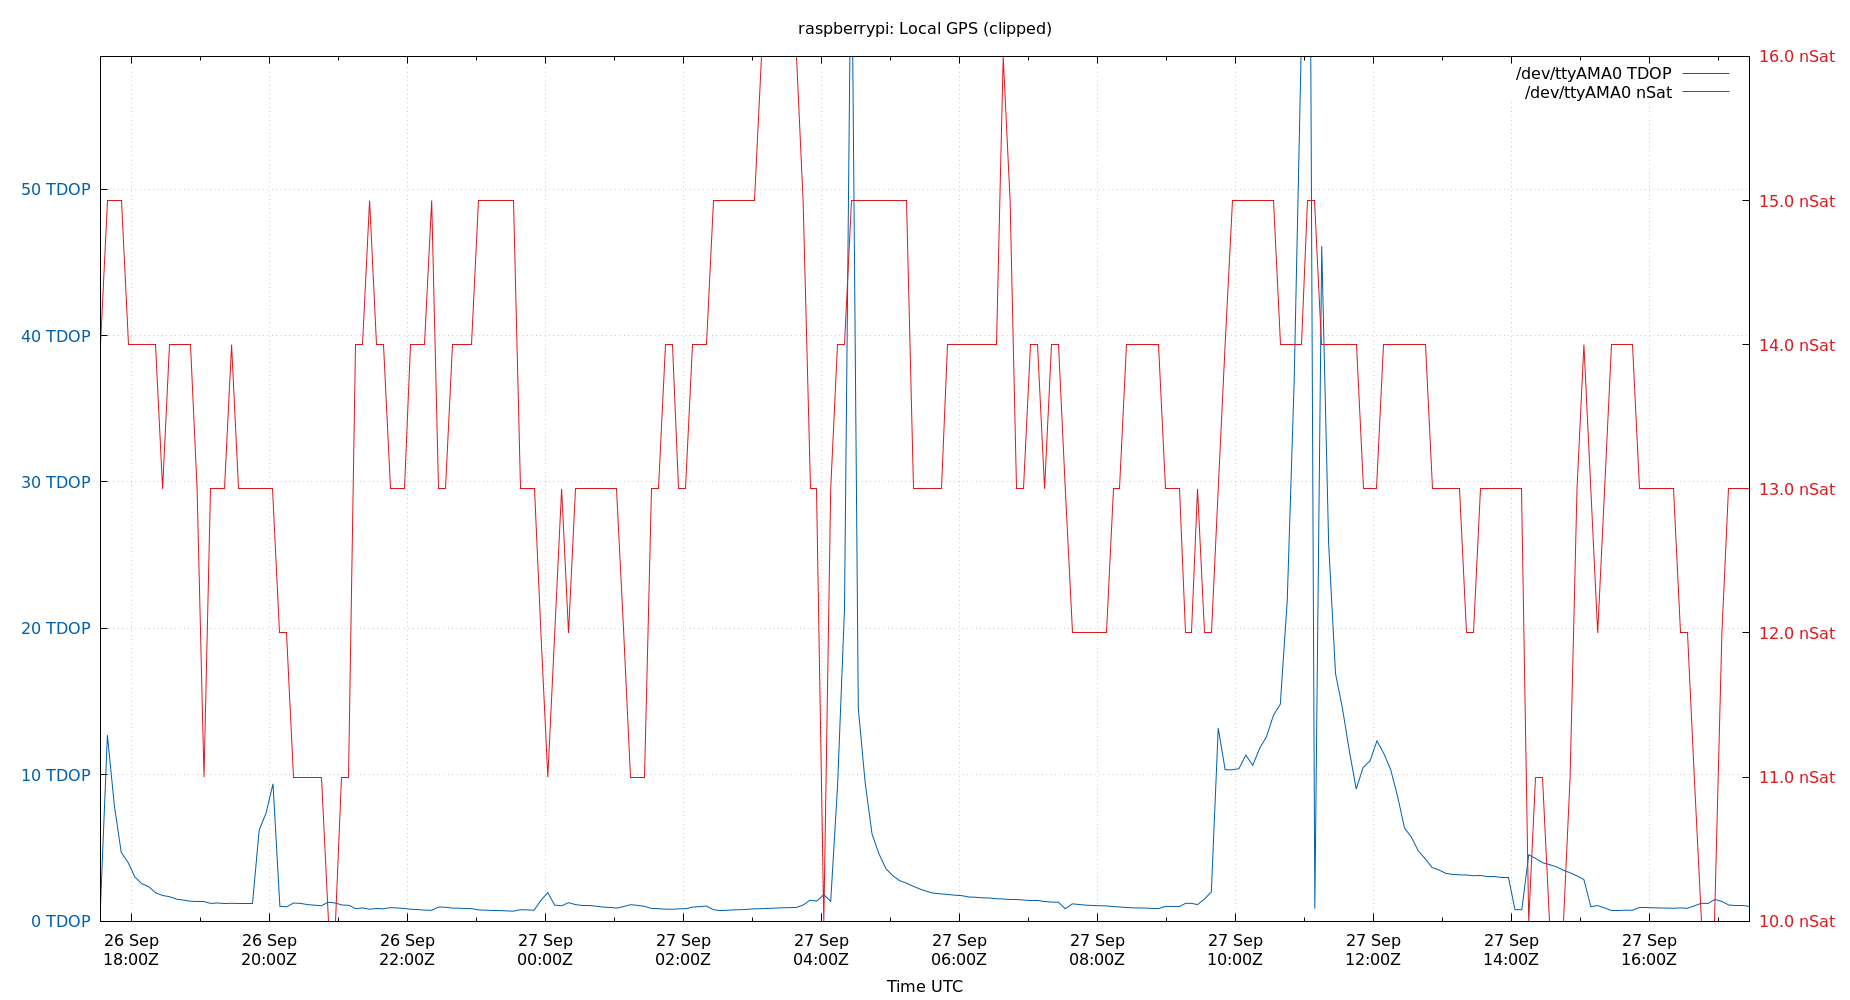 raspberrypi: Local GPS (clipped)
/dev/ttyAMA0 TDOP
/dev/ttyAMA0 nSat
50 TDOP
40 TDOP
30 TDOP
20 TDOP
10 TDOP
0 TDOP
16.0 nSat
15.0 nSat
14.0 nSat
13.0 nSat
12.0 nSat
11.0 nSat
10.0 nSat
26 Sep
18:00Z
26 Sep
20:00Z
26 Sep
22:00Z
27 Sep
00:00Z
27 Sep
02:00Z
27 Sep
04:00Z
27 Sep
06:00Z
27 Sep
08:00Z
27 Sep
10:00Z
27 Sep
12:00Z
27 Sep
14:00Z
27 Sep
16:00Z
Time UTC